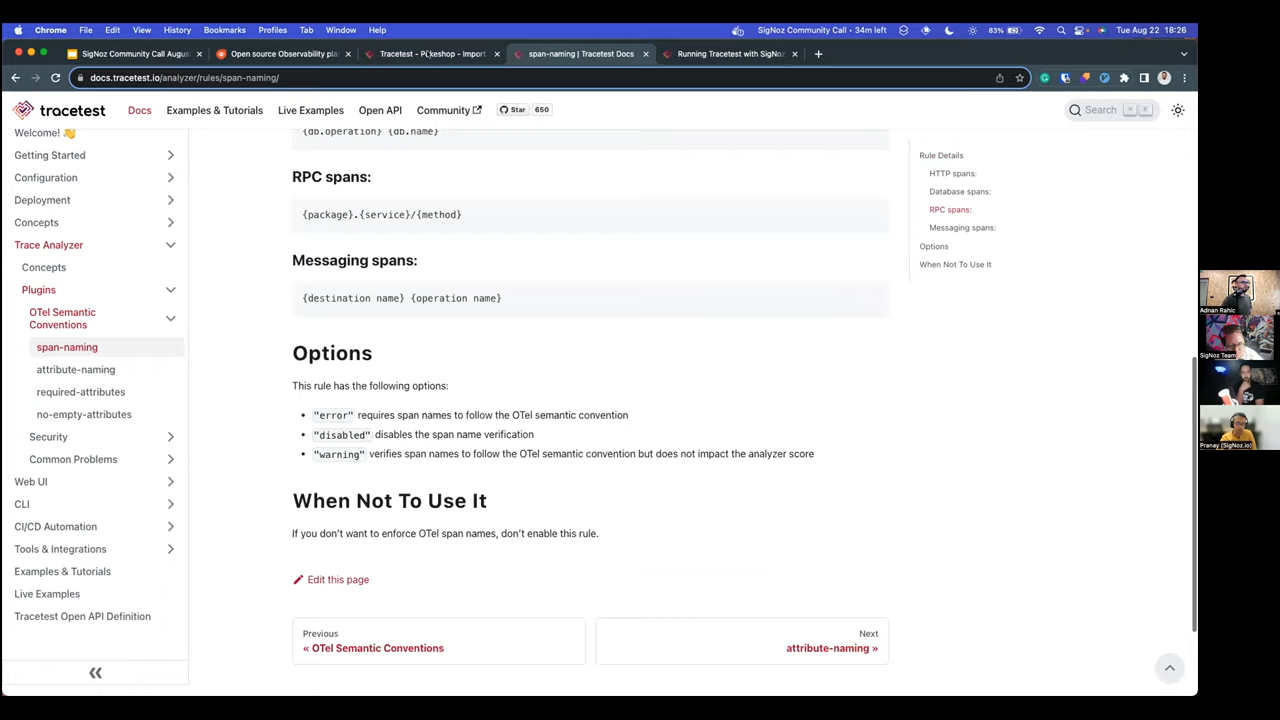 Chrome File Edit View History Bookmarks Profiles Tab Window Help SigNoz Community Call - 34m left 83% Tue Aug 22 18:26
SigNoz Community Call Augus Open source Observability pla Tracetest - Pokeshop - Import span-naming | Tracetest Docs Running Tracetest with SigNoz
docs.tracetest.io/analyzer/rules/span-naming/
tracetest Docs Examples & Tutorials Live Examples Open API Community Star 650 Search ⌘ K
Welcome! 👋
Getting Started
Configuration
Deployment
Concepts
Trace Analyzer
Concepts
Plugins
OTel Semantic
Conventions
span-naming
attribute-naming
required-attributes
no-empty-attributes
Security
Common Problems
Web UI
CLI
CI/CD Automation
Tools & Integrations
Examples & Tutorials
Live Examples
Tracetest Open API Definition
{db.operation} {db.name}
RPC spans:
{package}.{service}/{method}
Messaging spans:
{destination name} {operation name}
Options
This rule has the following options:
• "error" requires span names to follow the OTel semantic convention
• "disabled" disables the span name verification
• "warning" verifies span names to follow the OTel semantic convention but does not impact the analyzer score
When Not To Use It
If you don't want to enforce OTel span names, don't enable this rule.
Edit this page
Previous
« OTel Semantic Conventions
Next
attribute-naming »
Rule Details
HTTP spans:
Database spans:
RPC spans:
Messaging spans:
Options
When Not To Use It
Adnan Rahic
SigNoz Team
Pranay (SigNoz.io)